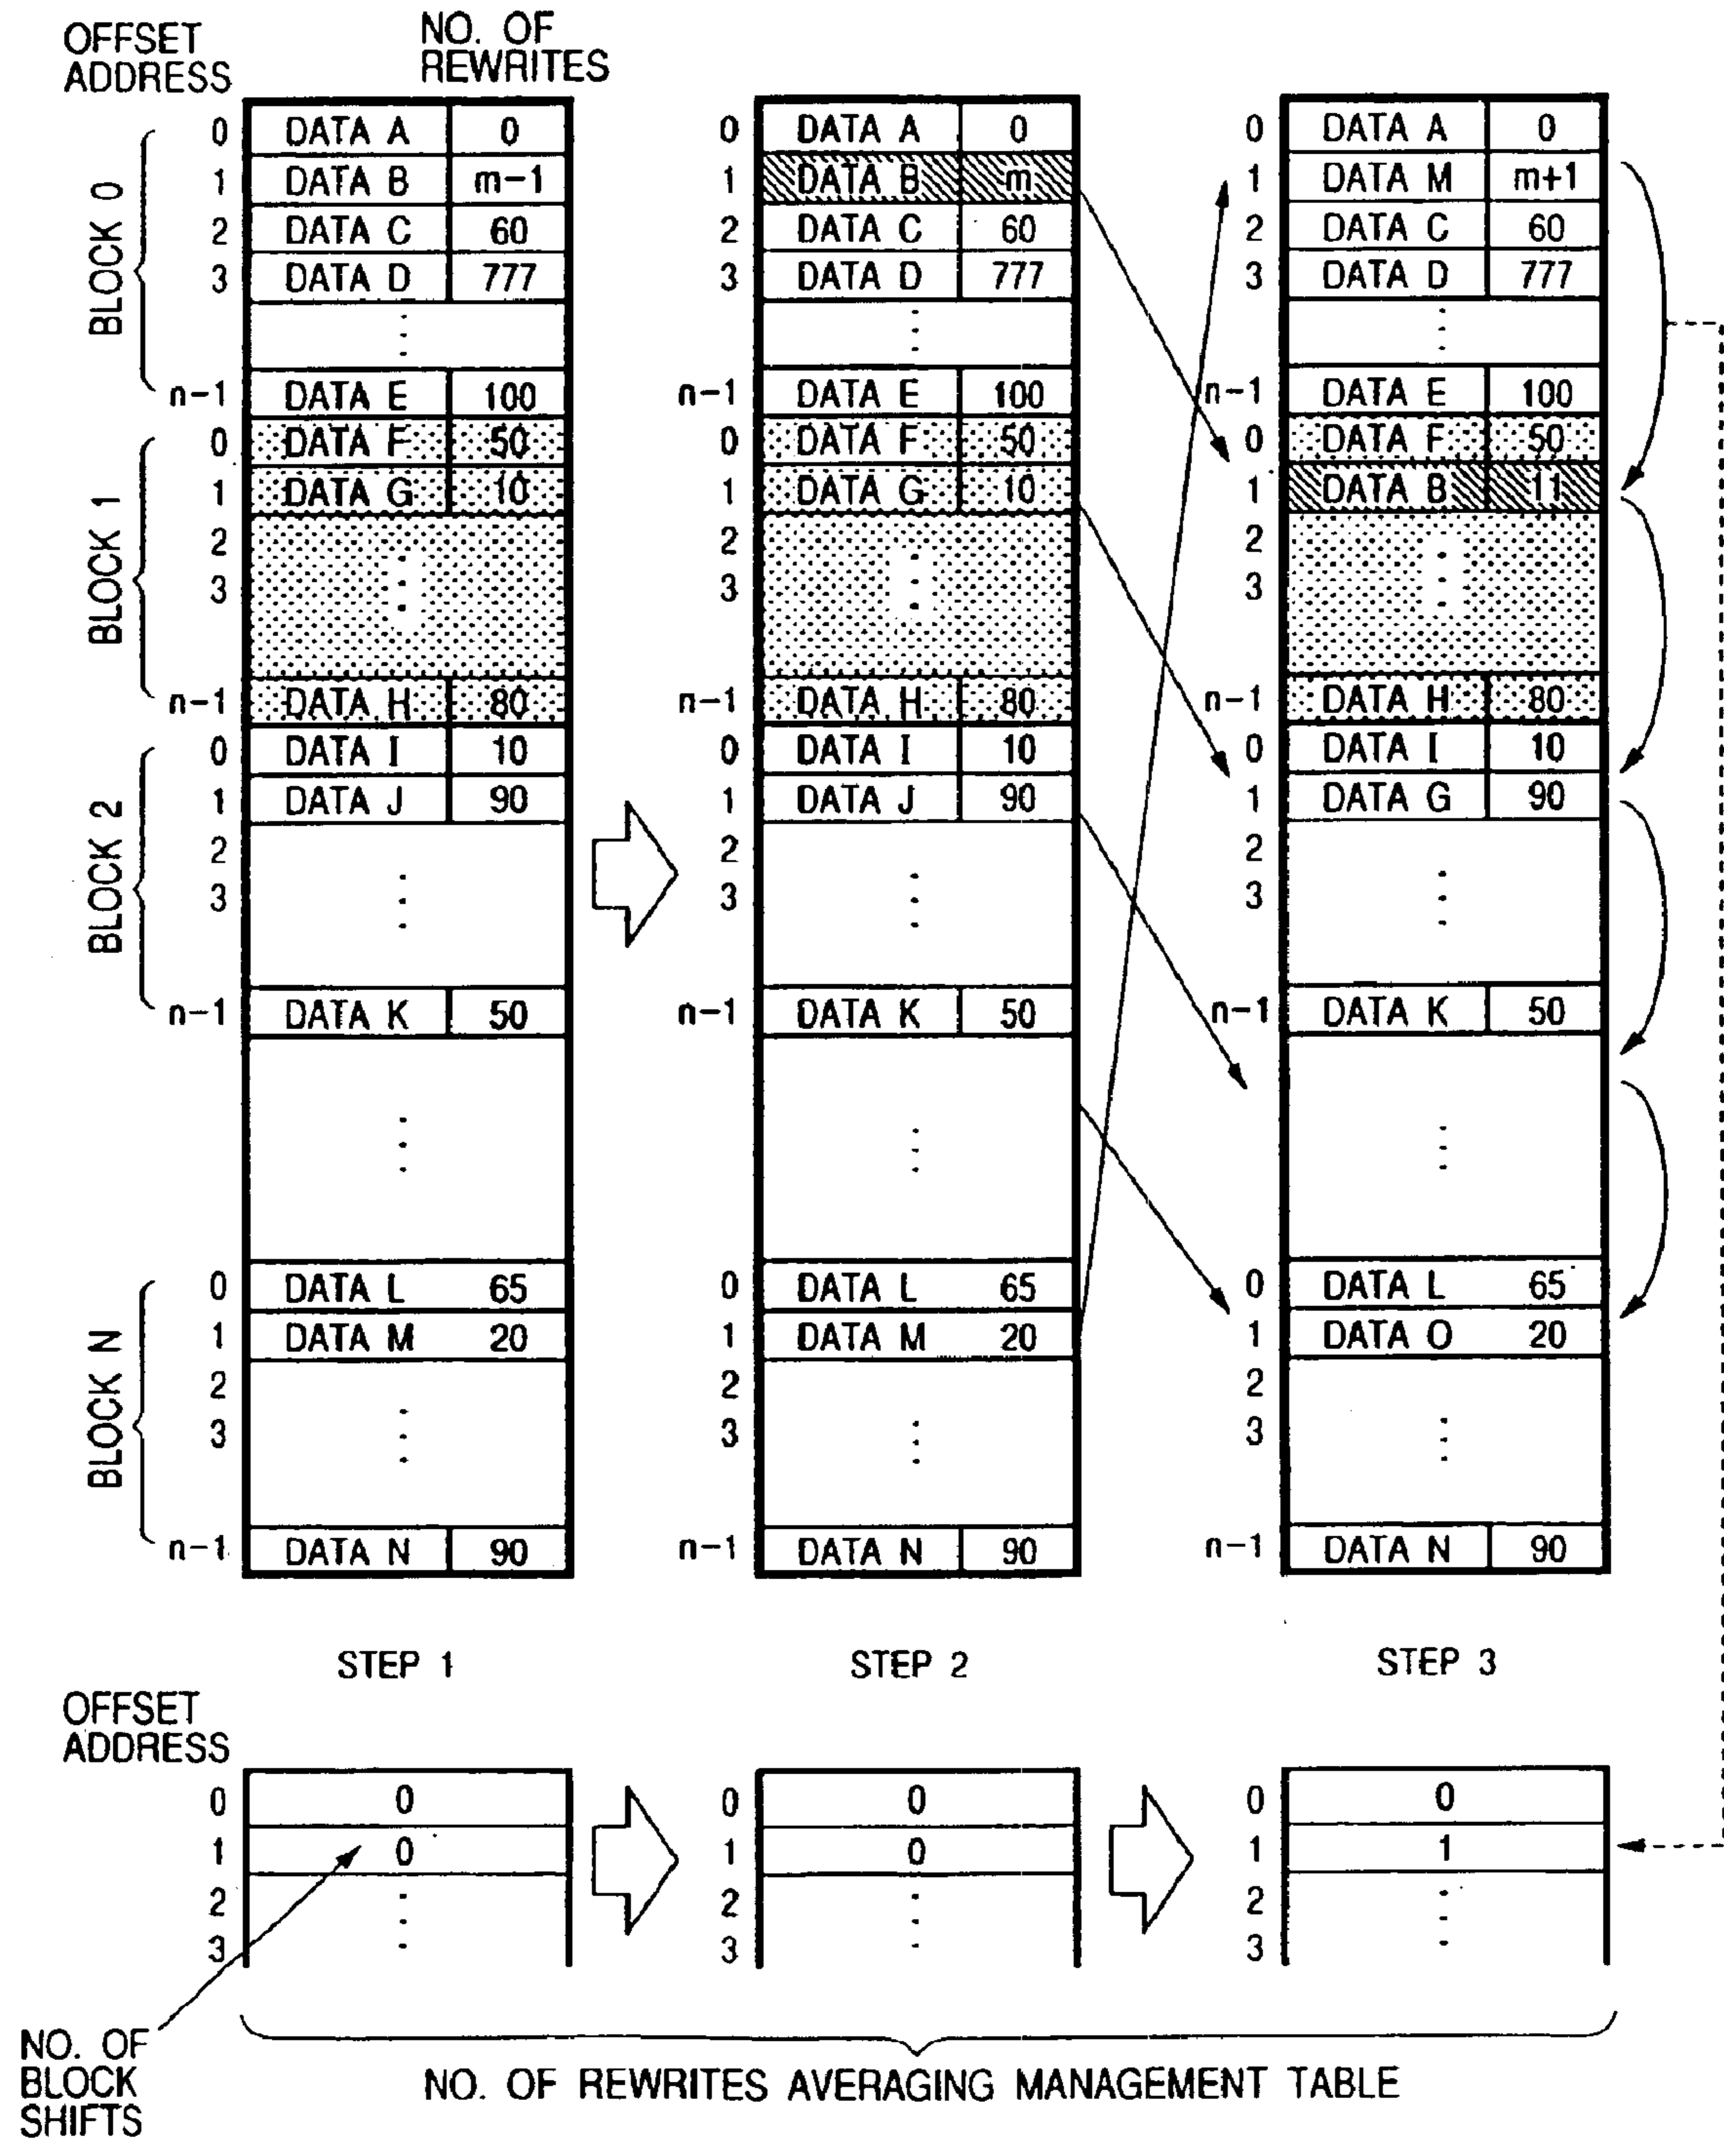 OFFSET ADDRESS
NO. OF REWRITES
BLOCK 0
0 DATA A 0
1 DATA B m-1
2 DATA C 60
3 DATA D 777
n-1 DATA E 100
BLOCK 1
0 DATA F 50
1 DATA G 10
2
3
n-1 DATA H 80
BLOCK 2
0 DATA I 10
1 DATA J 90
2
3
n-1 DATA K 50
BLOCK N
0 DATA L 65
1 DATA M 20
2
3
n-1 DATA N 90
STEP 1
0 DATA A 0
1 DATA B m
2 DATA C 60
3 DATA D 777
n-1 DATA E 100
0 DATA F 50
1 DATA G 10
2
3
n-1 DATA H 80
0 DATA I 10
1 DATA J 90
2
3
n-1 DATA K 50
0 DATA L 65
1 DATA M 20
2
3
n-1 DATA N 90
STEP 2
0 DATA A 0
1 DATA M m+1
2 DATA C 60
3 DATA D 777
n-1 DATA E 100
0 DATA F 50
1 DATA B 11
2
3
n-1 DATA H 80
0 DATA I 10
1 DATA G 90
2
3
n-1 DATA K 50
0 DATA L 65
1 DATA O 20
2
3
n-1 DATA N 90
STEP 3
OFFSET ADDRESS
0 0
1 0
2
3
0 0
1 0
2
3
0 0
1 1
2
3
NO. OF BLOCK SHIFTS
NO. OF REWRITES AVERAGING MANAGEMENT TABLE